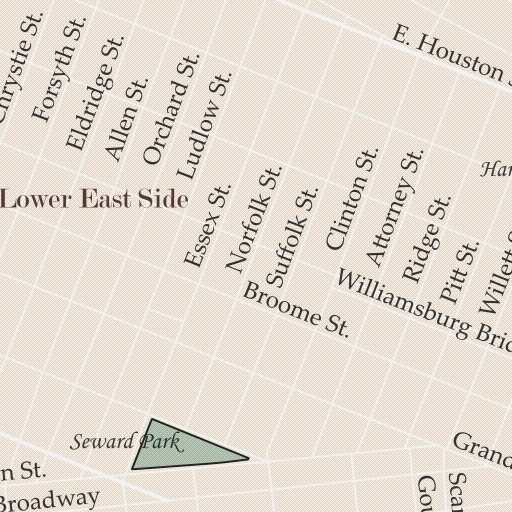 Chrystie St.
Forsyth St.
Eldridge St.
Allen St.
Orchard St.
Ludlow St.
E. Houston
Lower East Side
Essex St.
Norfolk St.
Suffolk St.
Clinton St.
Attorney St.
Ridge St.
Pitt St.
Willett
Broome St.
Williamsburg
Seward Park
Grand
St.
Broadway